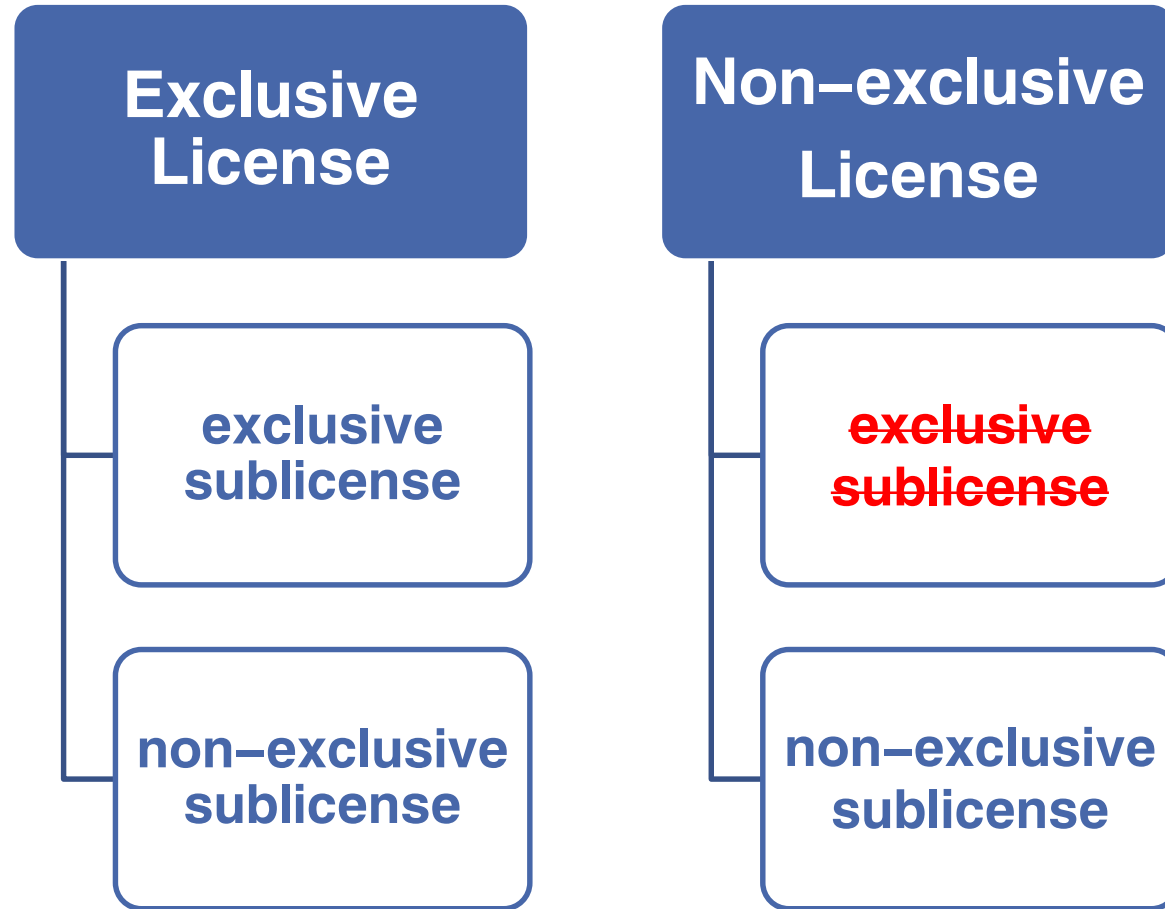 Exclusive
License
exclusive
sublicense
non–exclusive
sublicense
Non–exclusive
License
exclusive
sublicense
non–exclusive
sublicense